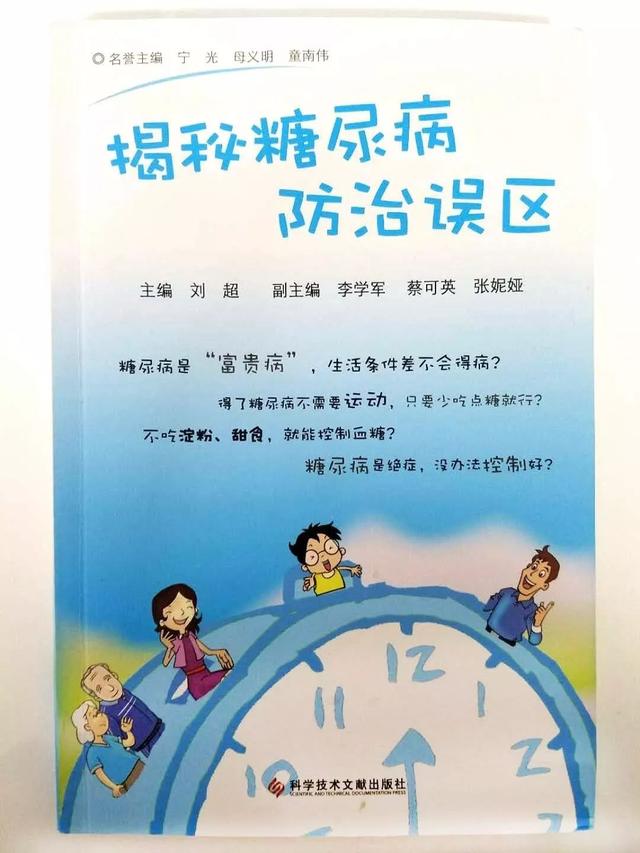 ◎名誉主编 宁 光 母义明 童南伟
揭秘糖尿病
防治误区
主编 刘 超 副主编 李学军 蔡可英 张妮娅
糖尿病是“富贵病”，生活条件差不会得病？
得了糖尿病不需要运动，只要少吃点糖就行？
不吃淀粉、甜食，就能控制血糖？
糖尿病是绝症，没办法控制好？
12
11
1
10
2
科学技术文献出版社
SCIENTIFIC AND TECHNICAL DOCUMENTATION PRESS